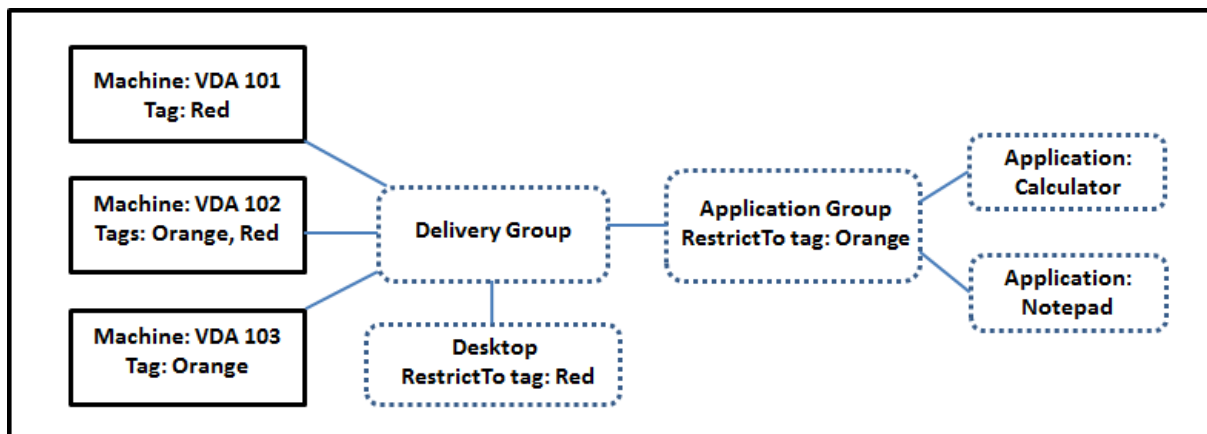 Machine: VDA 101
Tag: Red
Machine: VDA 102
Tags: Orange, Red
Machine: VDA 103
Tag: Orange
Delivery Group
Desktop
RestrictTo tag: Red
Application Group
RestrictTo tag: Orange
Application:
Calculator
Application:
Notepad